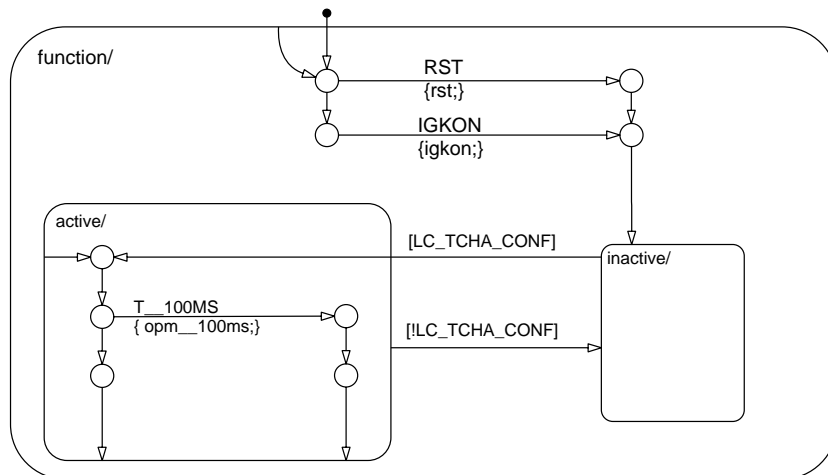 function/
RST
{rst;}
IGKON
{igkon;}
active/
[LC_TCHA_CONF]
inactive/
T__100MS
{ opm__100ms;}
[!LC_TCHA_CONF]